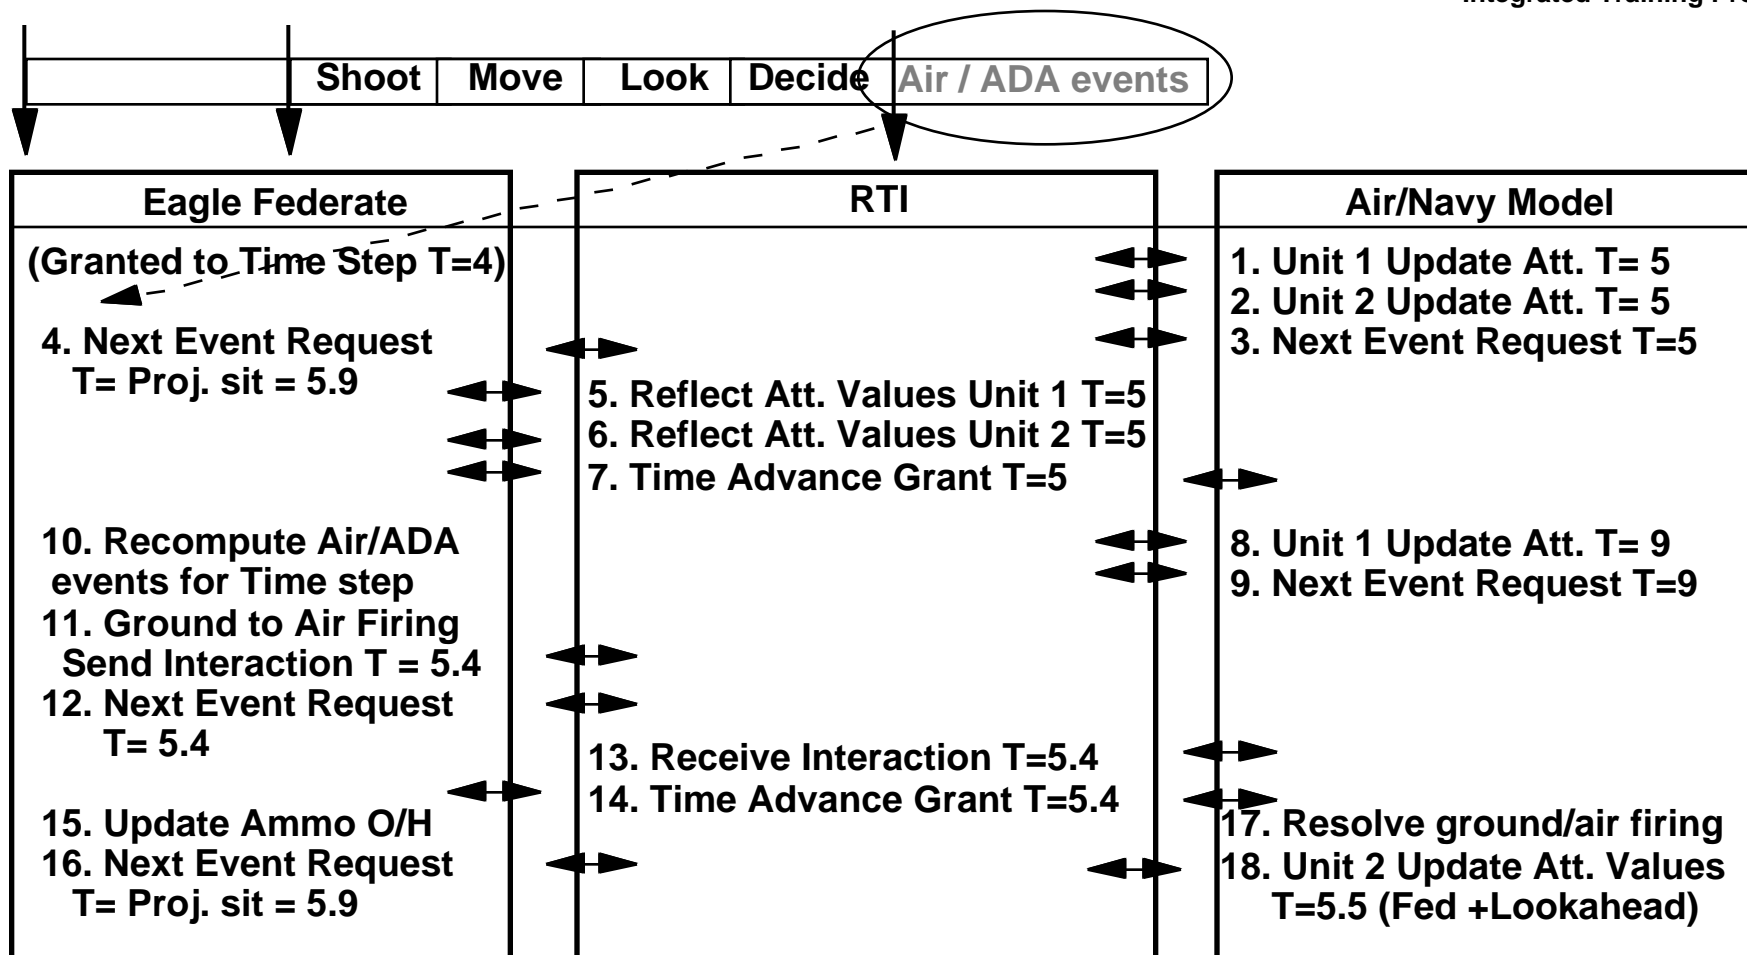 Integrated Training
Shoot Move Look Decide Air / ADA events
Eagle Federate
(Granted to Time Step T=4)
4. Next Event Request
T= Proj. sit = 5.9
10. Recompute Air/ADA
events for Time step
11. Ground to Air Firing
Send Interaction T = 5.4
12. Next Event Request
T= 5.4
15. Update Ammo O/H
16. Next Event Request
T= Proj. sit = 5.9
RTI
5. Reflect Att. Values Unit 1 T=5
6. Reflect Att. Values Unit 2 T=5
7. Time Advance Grant T=5
13. Receive Interaction T=5.4
14. Time Advance Grant T=5.4
Air/Navy Model
1. Unit 1 Update Att. T= 5
2. Unit 2 Update Att. T= 5
3. Next Event Request T=5
8. Unit 1 Update Att. T= 9
9. Next Event Request T=9
17. Resolve ground/air firing
18. Unit 2 Update Att. Values
T=5.5 (Fed +Lookahead)